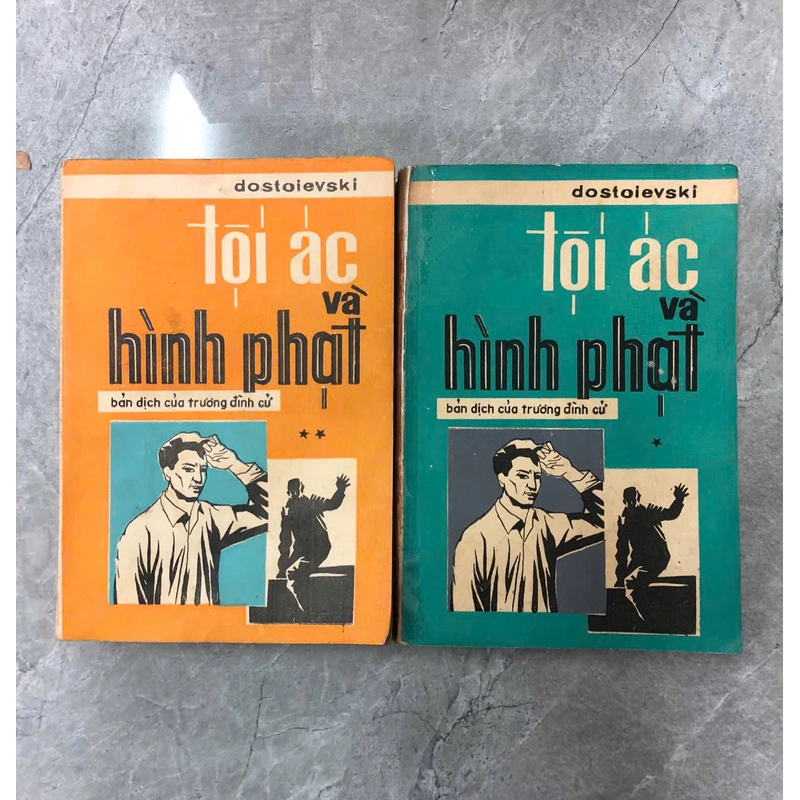 dostoievski
tội ác
và
hình phạt
bản dịch của trương đình cử
**
dostoievski
tội ác
và
hình phạt
bản dịch của trương đình cử
*